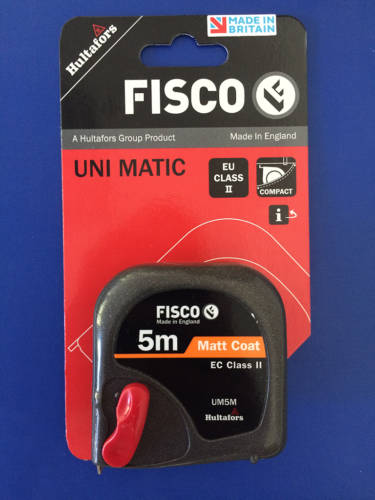 Hultafors
MADE IN
BRITAIN
FISCO
A Hultafors Group Product
Made In England
UNI MATIC
EU
CLASS
II
COMPACT
i
FISCO
Made in England
5m
Matt Coat
EC Class II
UM5M
Hultafors